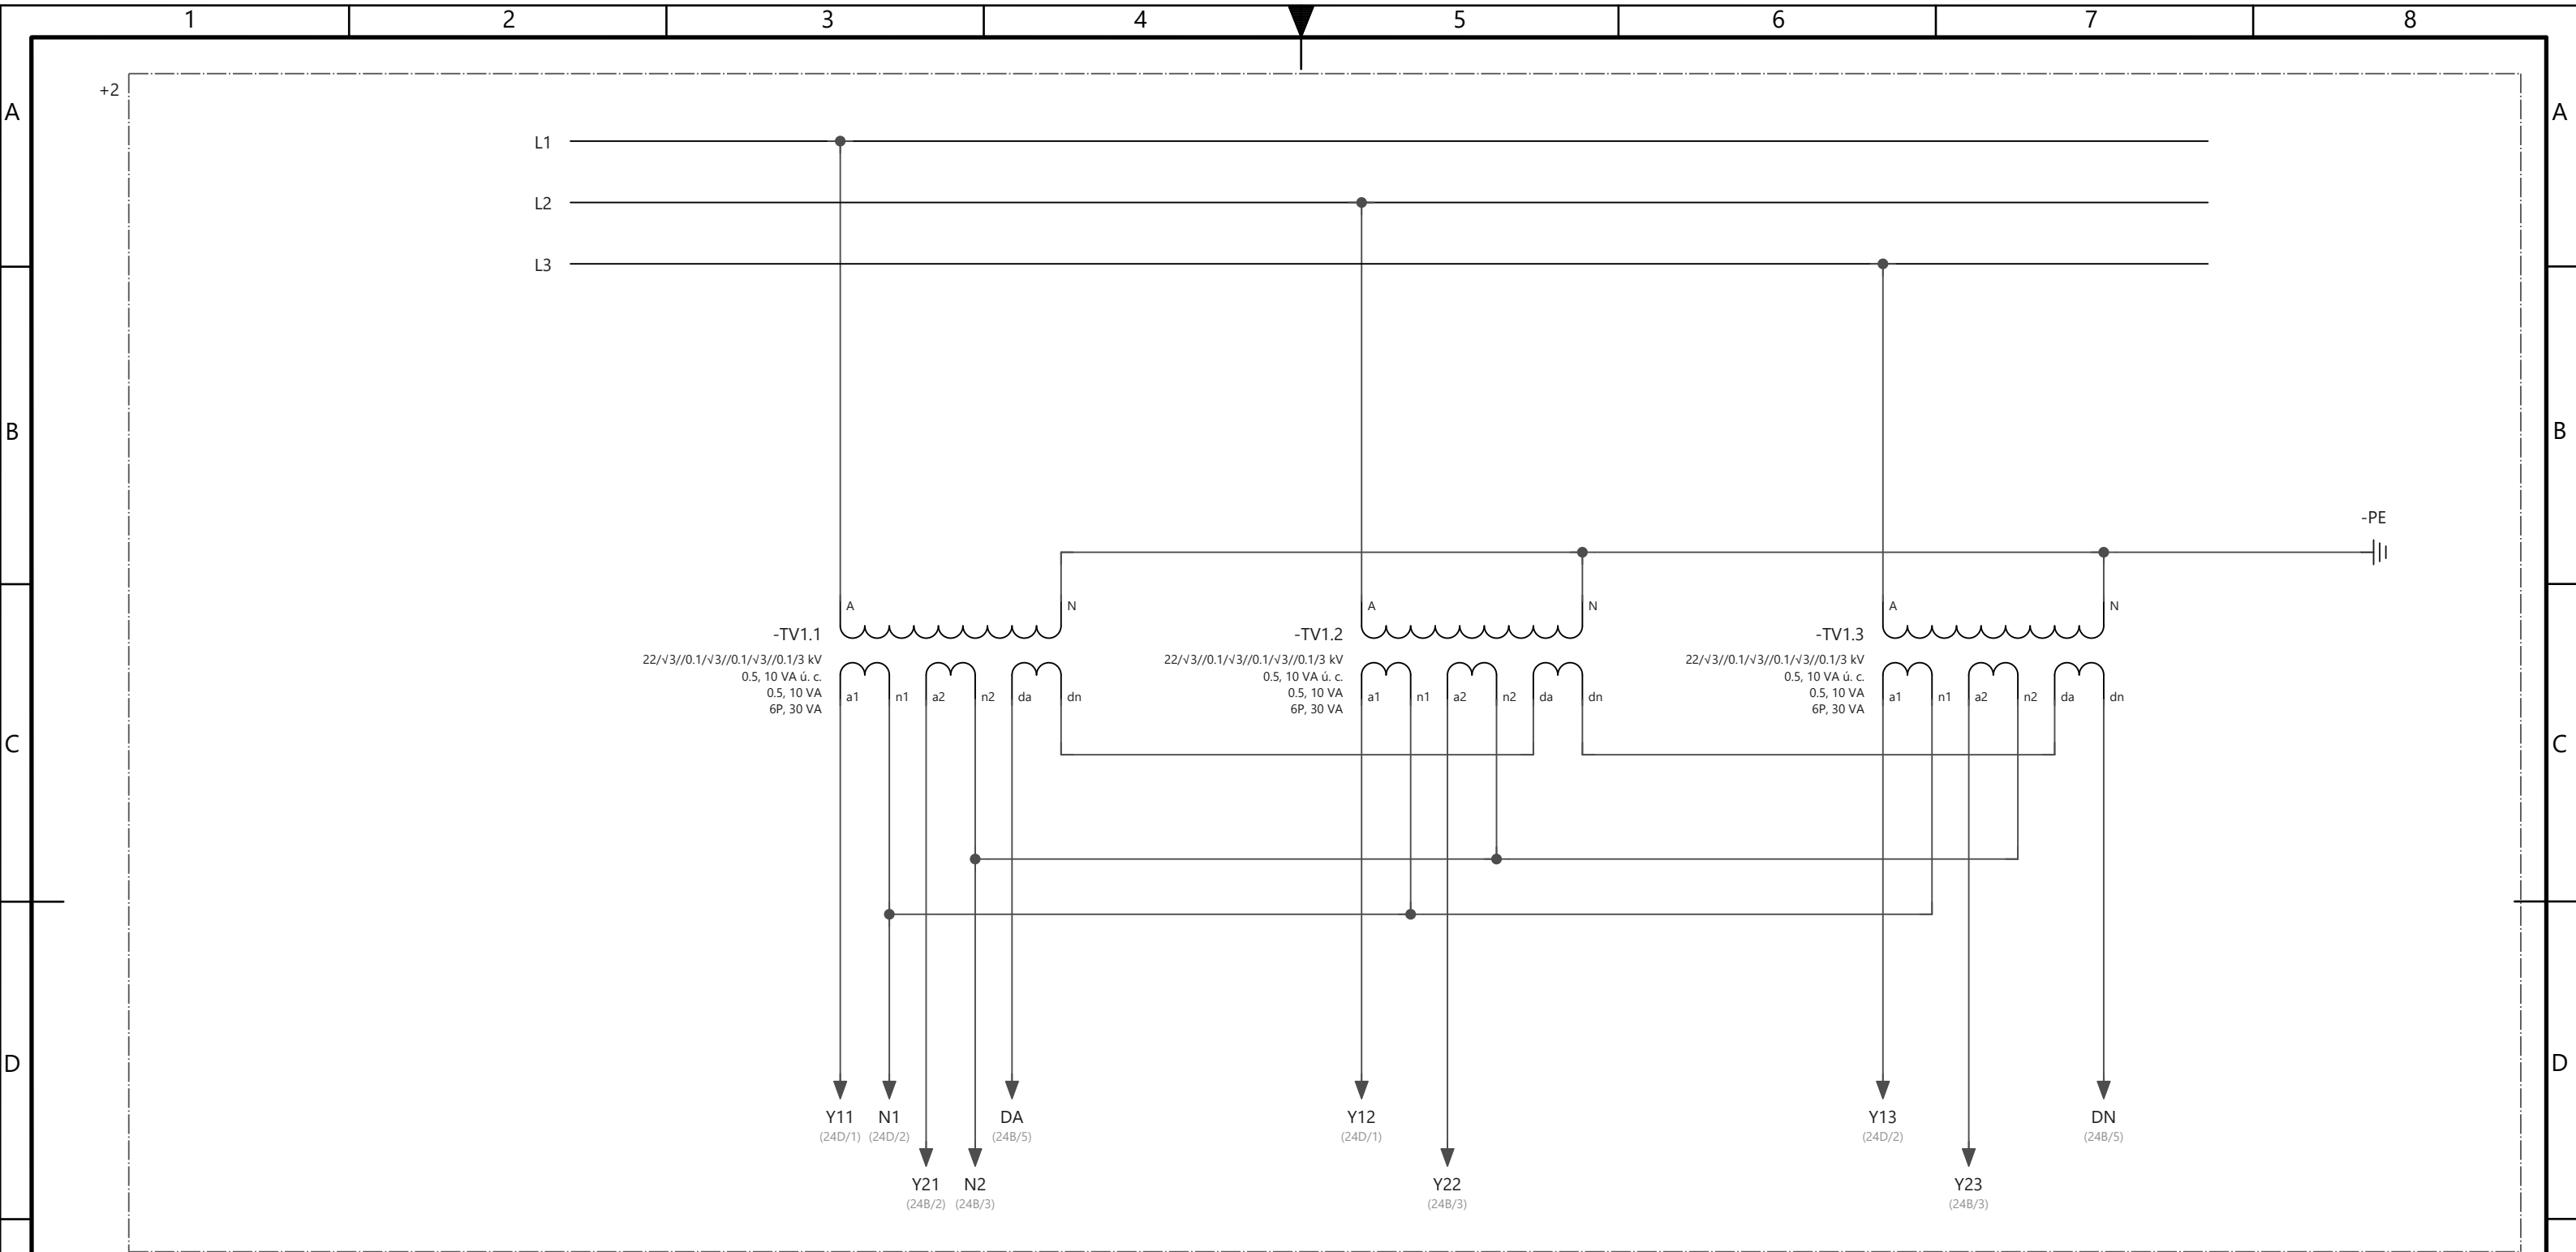 1 2 3 4 5 6 7 8
A A
+2
L1
L2
L3
B B
-PE
A N A N A N
-TV1.1 -TV1.2 -TV1.3
22/√3//0.1/√3//0.1/√3//0.1/3 kV 22/√3//0.1/√3//0.1/√3//0.1/3 kV 22/√3//0.1/√3//0.1/√3//0.1/3 kV
0.5, 10 VA ú. c. 0.5, 10 VA ú. c. 0.5, 10 VA ú. c.
0.5, 10 VA a1 n1 a2 n2 da dn 0.5, 10 VA a1 n1 a2 n2 da dn 0.5, 10 VA a1 n1 a2 n2 da dn
6P, 30 VA 6P, 30 VA 6P, 30 VA
C C
D D
Y11 N1 DA Y12 Y13 DN
(24D/1) (24D/2) (24B/5) (24D/1) (24D/2) (24B/5)
Y21 N2 Y22 Y23
(24B/2) (24B/3) (24B/3) (24B/3)